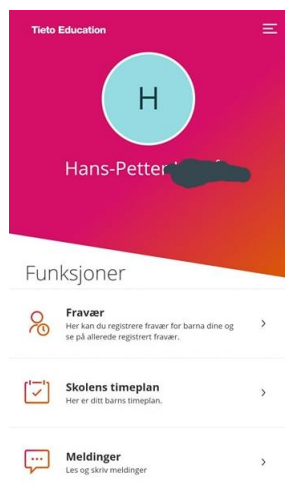 Tieto Education
H
Hans-Petter
Funksjoner
Fravær
Her kan du registrere fravær for barna dine og
se på allerede registrert fravær.
Skolens timeplan
Her er ditt barns timeplan.
Meldinger
Les og skriv meldinger